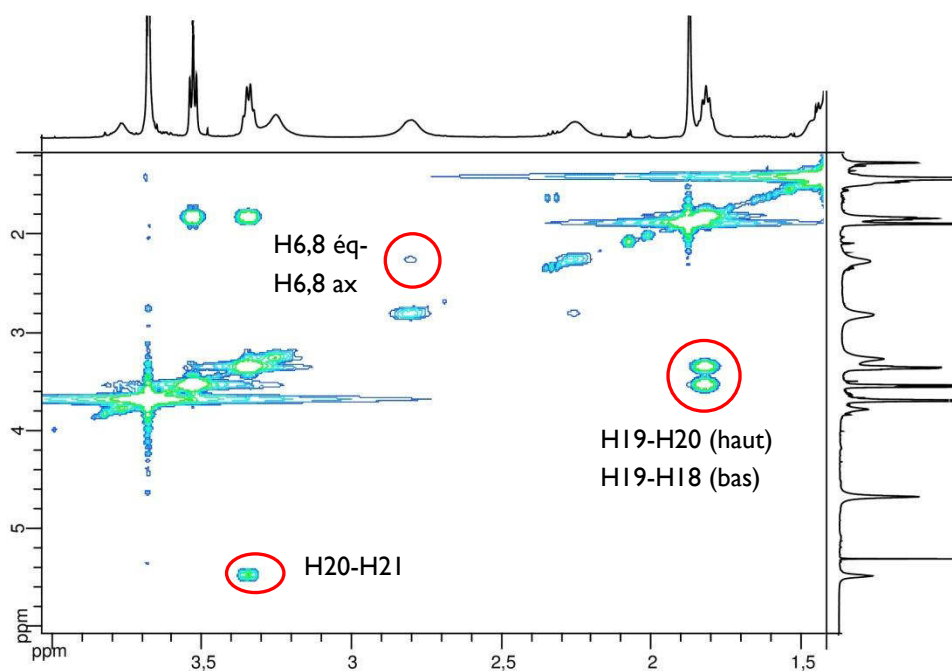 H6,8 éq-
H6,8 ax
H19-H20 (haut)
H19-H18 (bas)
H20-H21
2
3
4
5
ppm
ppm
3,5
3
2,5
2
1,5